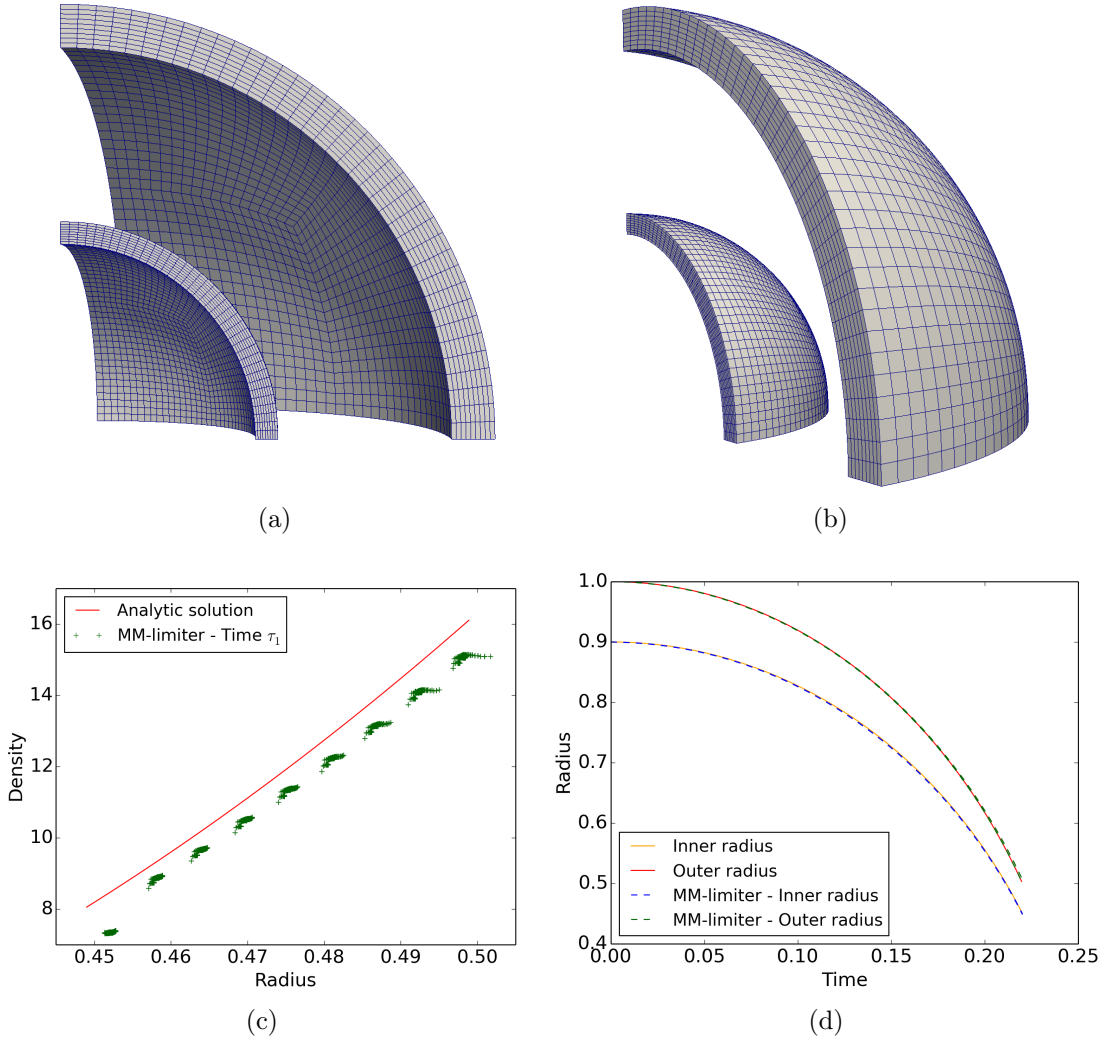 (a)
(b)
Analytic solution
MM-limiter - Time τ₁
16
14
12
10
8
Density
0.45
0.46
0.47
0.48
0.49
0.50
Radius
(c)
1.0
0.9
0.8
0.7
0.6
0.5
0.4
Radius
Inner radius
Outer radius
MM-limiter - Inner radius
MM-limiter - Outer radius
0.00
0.05
0.10
0.15
0.20
0.25
Time
(d)